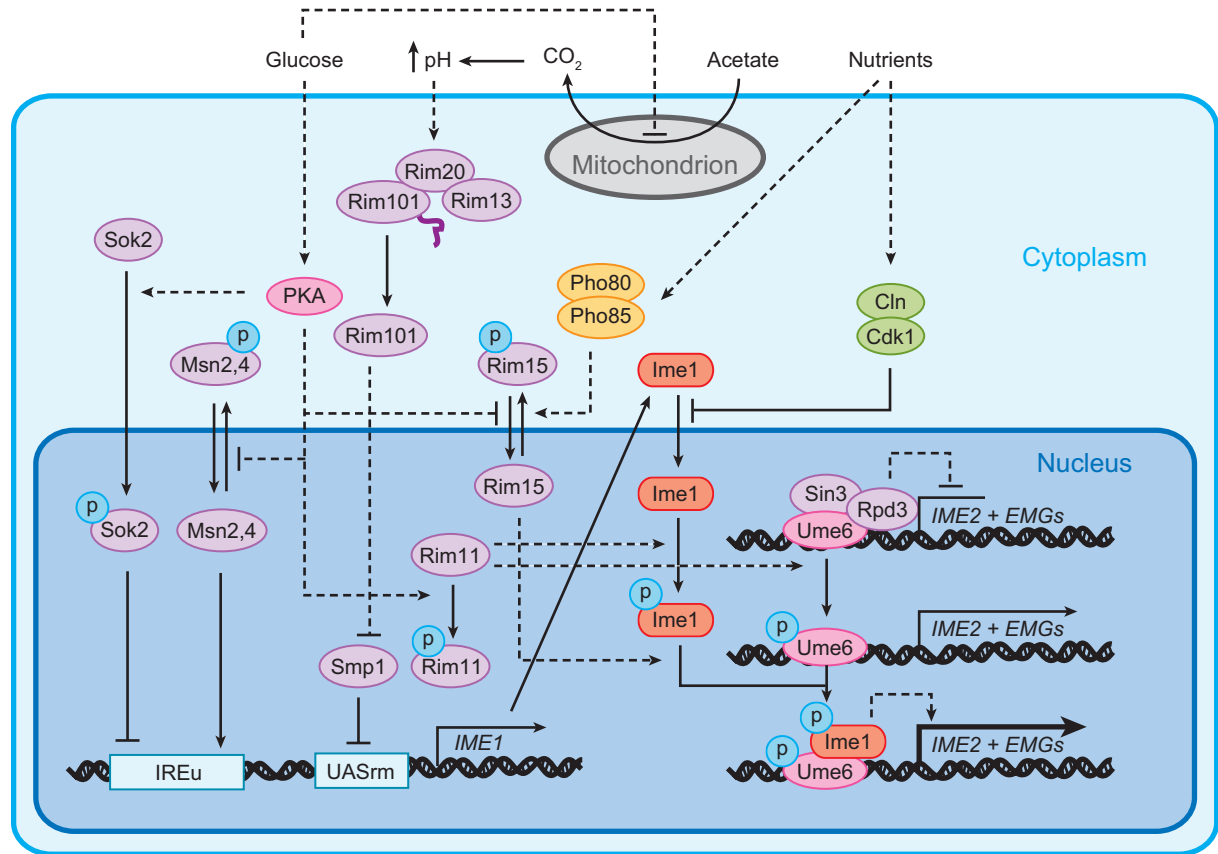 Glucose
pH
CO2
Acetate
Nutrients
Mitochondrion
Rim20
Rim101
Rim13
Sok2
Cytoplasm
PKA
Pho80
Pho85
Cln
Cdk1
p
Msn2,4
Rim101
p
Rim15
Ime1
Nucleus
Rim15
Ime1
Sin3
Rpd3
Ume6
IME2 + EMGs
p
Sok2
Msn2,4
Rim11
p
Ime1
p
Ume6
IME2 + EMGs
p
Rim11
Smp1
p
Ime1
p
Ume6
IME2 + EMGs
IME1
IREu
UASrm